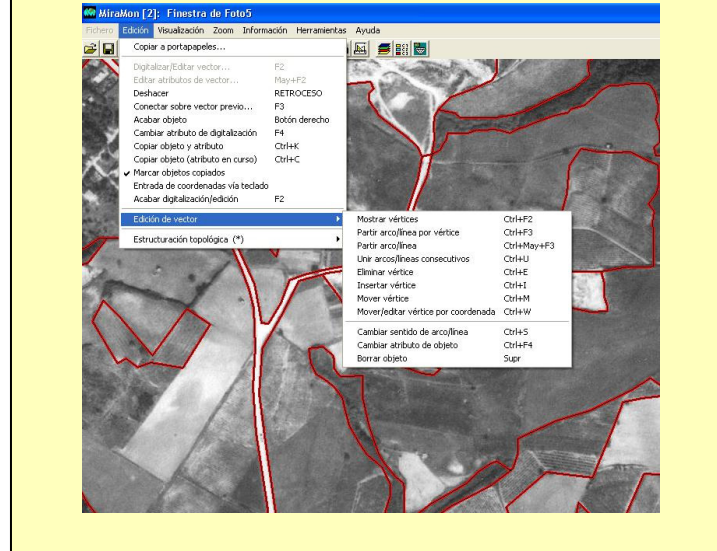 MiraMon [2]: Finestra de Foto5
Fichero Edición Visualización Zoom Información Herramientas Ayuda
Copiar a portapapeles...
Digitalizar/Editar vector... F2
Editar atributos de vector... May+F2
Deshacer RETROCESO
Conectar sobre vector previo... F3
Acabar objeto Botón derecho
Cambiar atributo de digitalización F4
Copiar objeto y atributo Ctrl+K
Copiar objeto (atributo en curso) Ctrl+C
Marcar objetos copiados
Entrada de coordenadas vía teclado
Acabar digitalización/edición F2
Edición de vector
Estructuración topológica (*)
Mostrar vértices Ctrl+F2
Partir arco/línea por vértice Ctrl+F3
Partir arco/línea Ctrl+May+F3
Unir arcos/líneas consecutivos Ctrl+U
Eliminar vértice Ctrl+E
Insertar vértice Ctrl+I
Mover vértice Ctrl+M
Mover/editar vértice por coordenada Ctrl+W
Cambiar sentido de arco/línea Ctrl+S
Cambiar atributo de objeto Ctrl+F4
Borrar objeto Supr